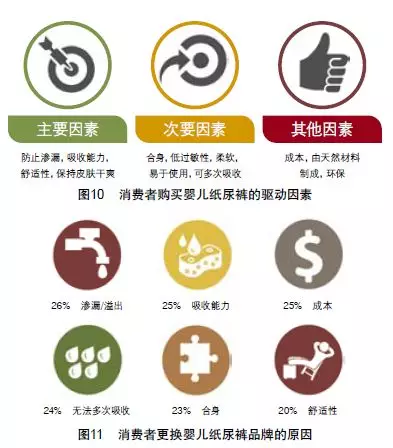 主要因素 次要因素 其他因素
防止渗漏，吸收能力， 合身，低过敏性，柔软， 成本，由天然材料
舒适性，保持皮肤干爽 易于使用，可多次吸收 制成，环保
图10 消费者购买婴儿纸尿裤的驱动因素
$
26% 渗漏/溢出 25% 吸收能力 25% 成本
24% 无法多次吸收 23% 合身 20% 舒适性
图11 消费者更换婴儿纸尿裤品牌的原因